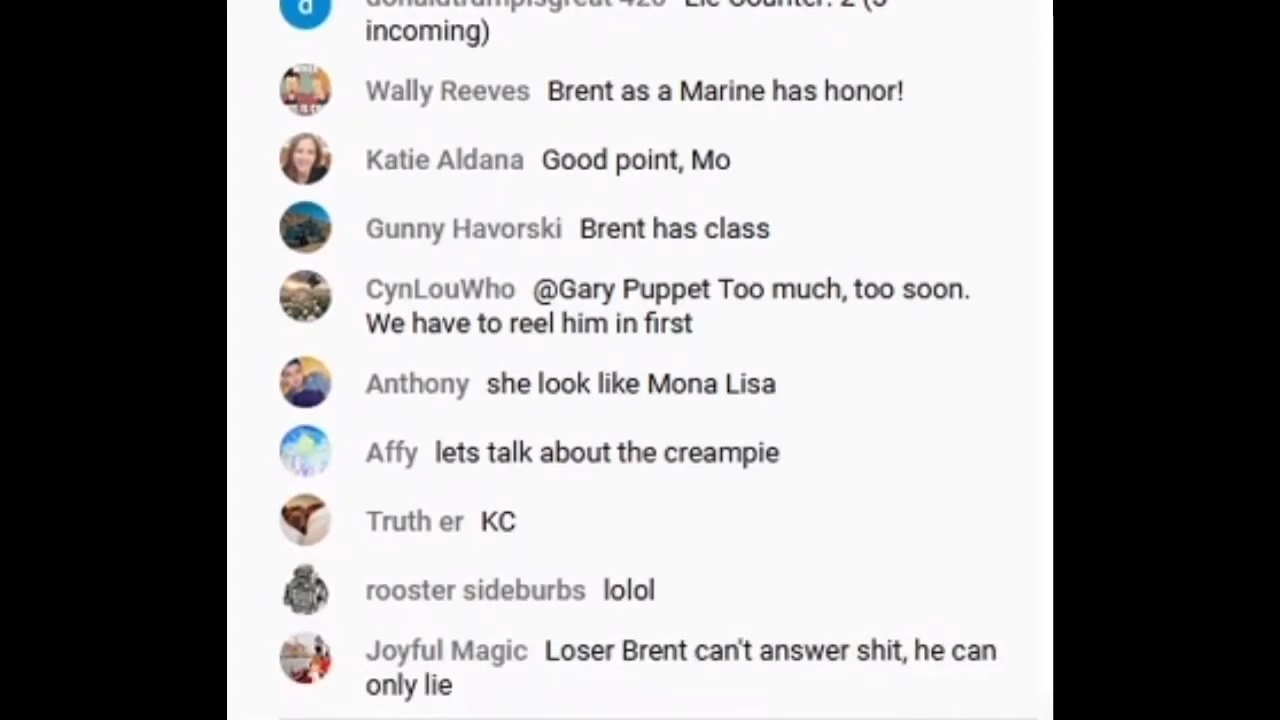 donaldtrumpisgreat 420 Lie Counter: 2 (3
incoming)
Wally Reeves Brent as a Marine has honor!
Katie Aldana Good point, Mo
Gunny Havorski Brent has class
CynLouWho @Gary Puppet Too much, too soon.
We have to reel him in first
Anthony she look like Mona Lisa
Affy lets talk about the creampie
Truth er KC
rooster sideburbs lolol
Joyful Magic Loser Brent can't answer shit, he can
only lie